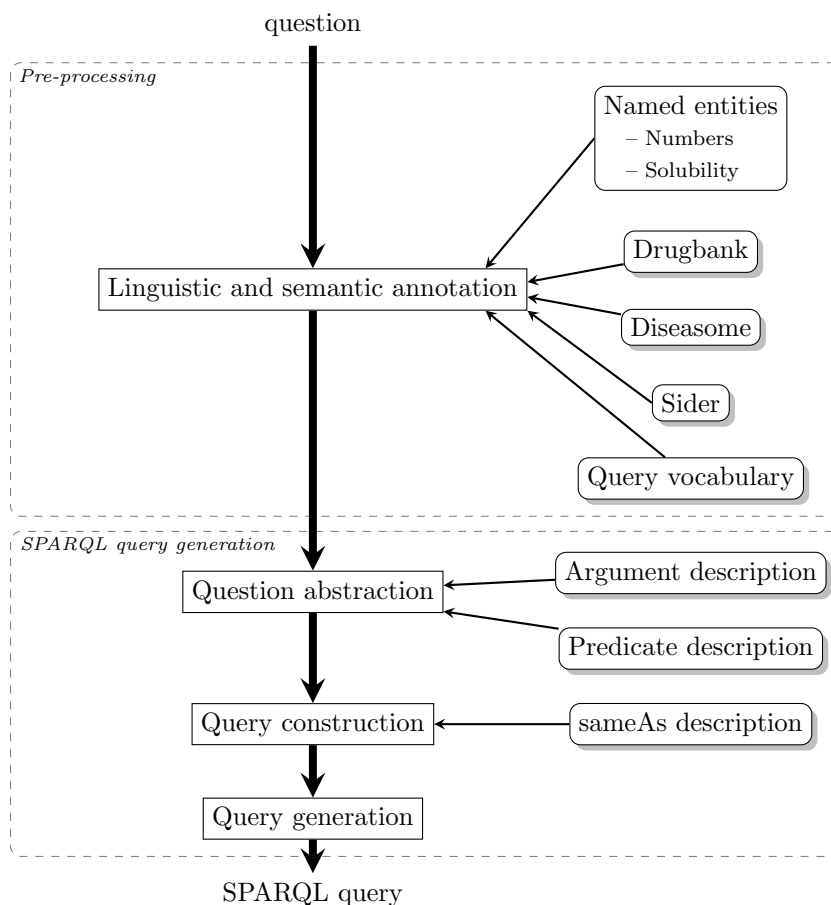 question
Pre-processing
Named entities
– Numbers
– Solubility
Drugbank
Linguistic and semantic annotation
Diseasome
Sider
Query vocabulary
SPARQL query generation
Argument description
Question abstraction
Predicate description
Query construction
sameAs description
Query generation
SPARQL query